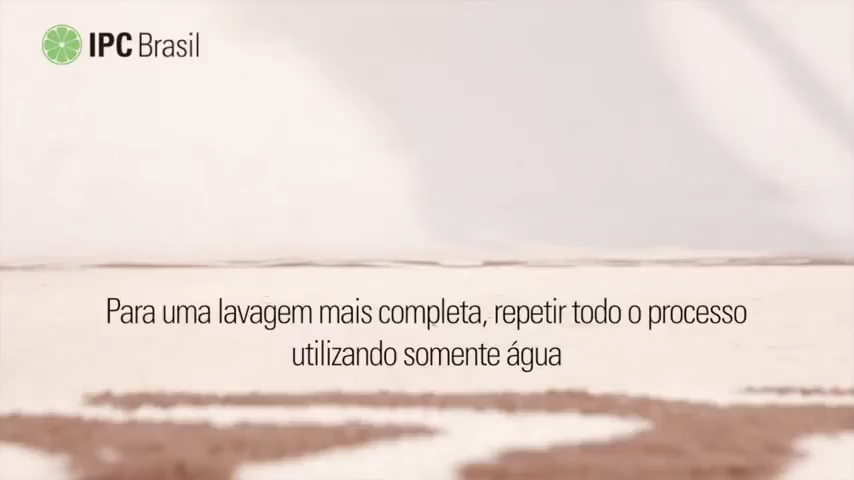 IPC Brasil
Para uma lavagem mais completa, repetir todo o processo
utilizando somente água